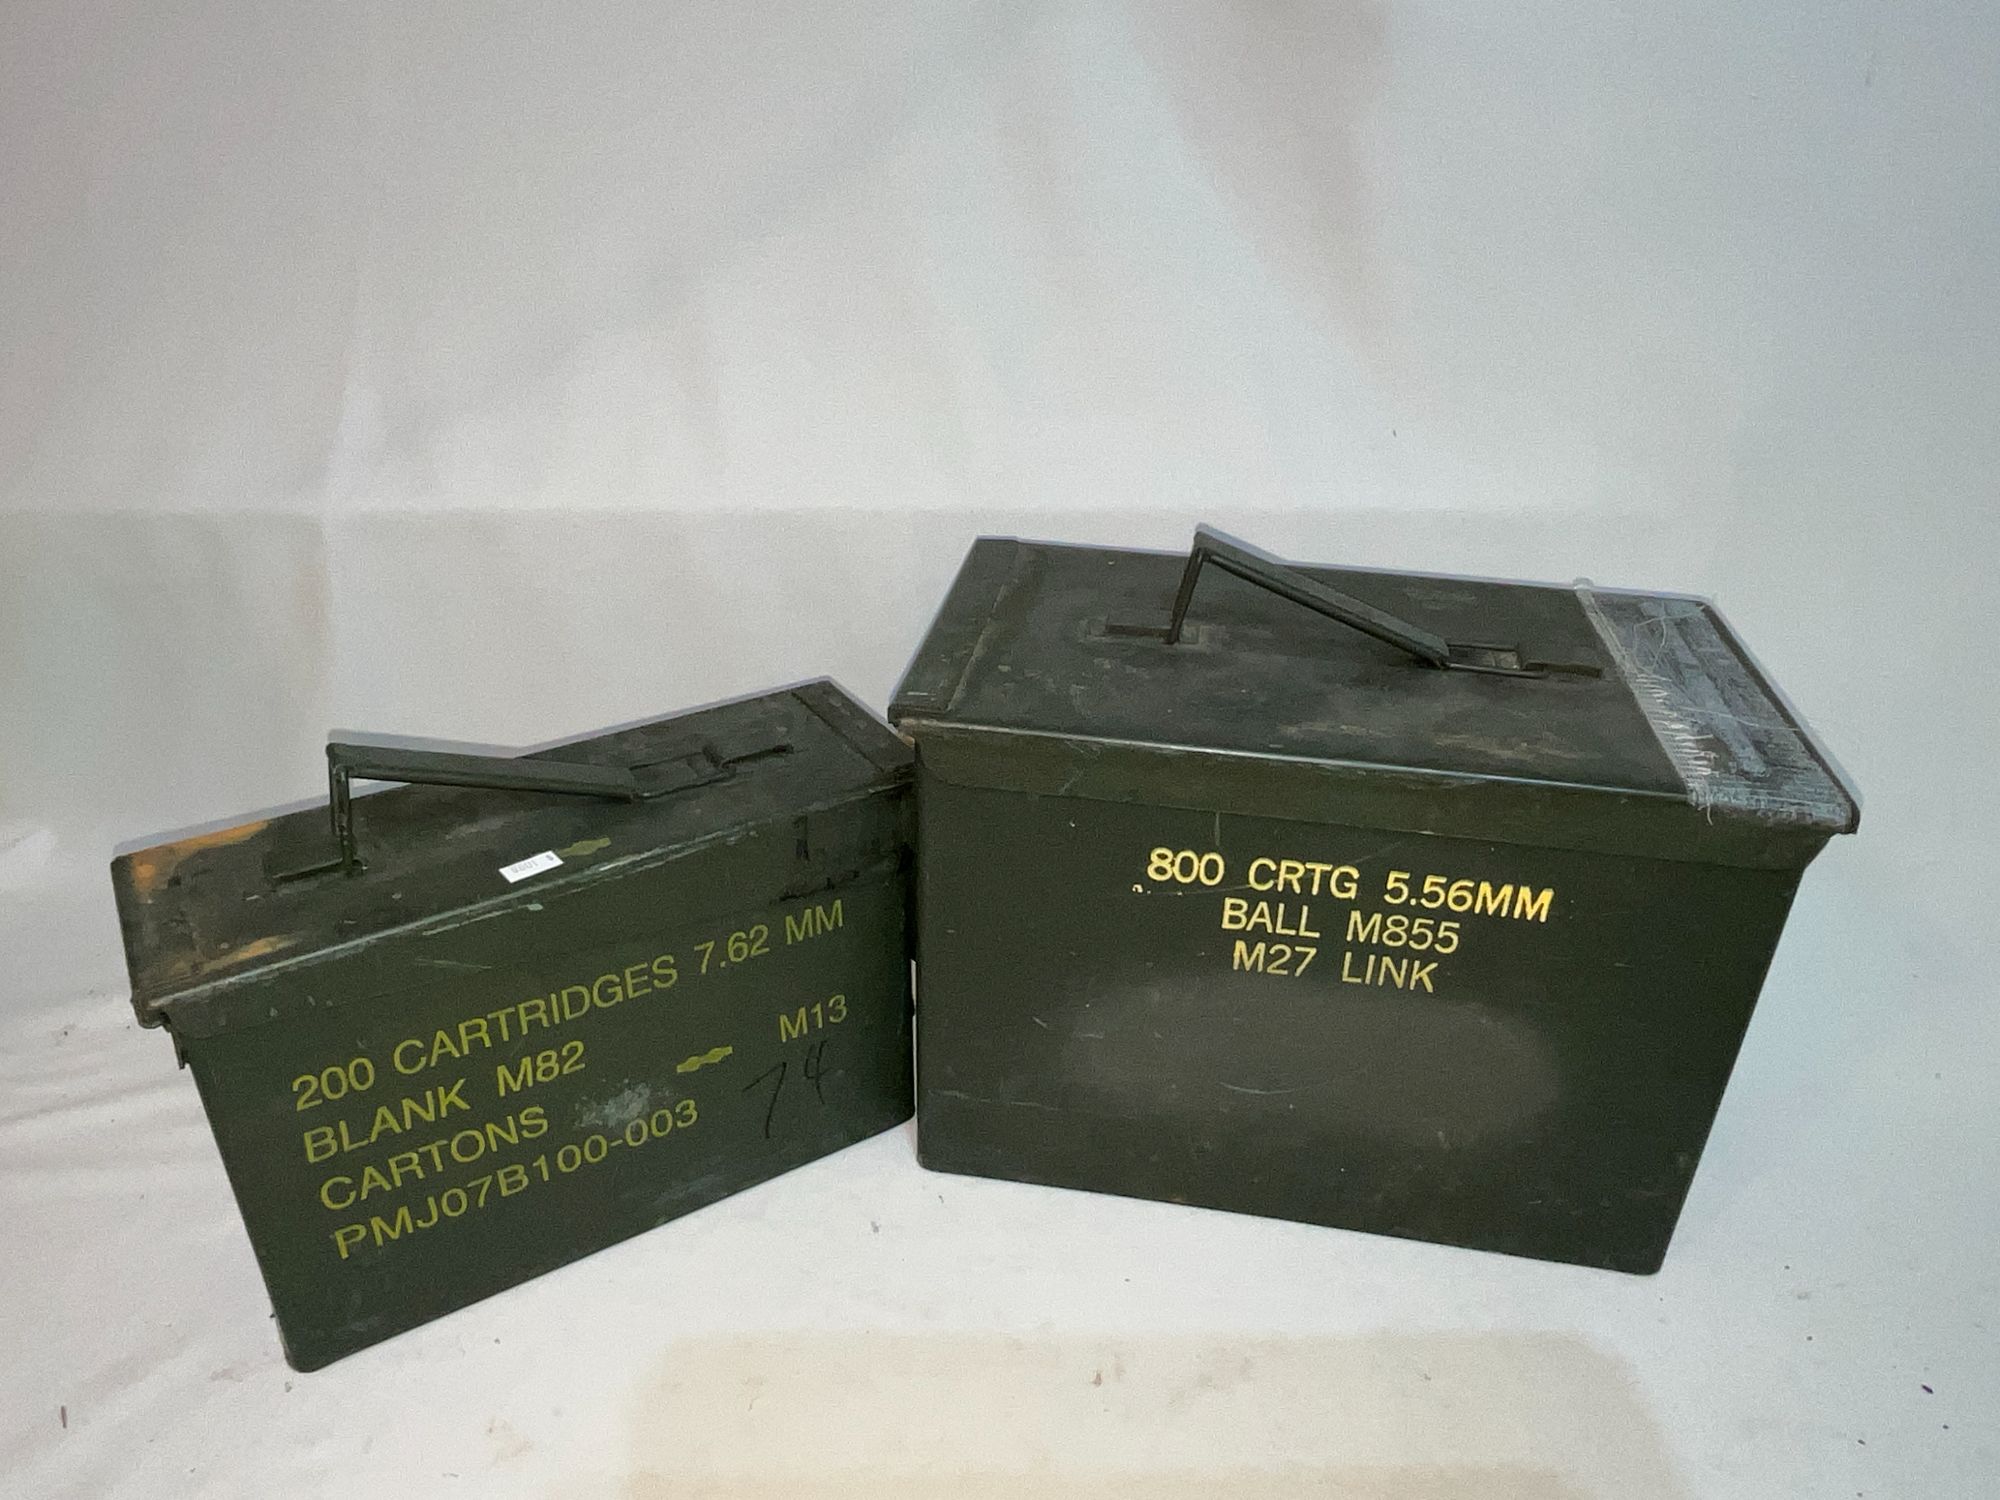 200 CARTRIDGES 7.62 MM
BLANK M82 M13
CARTONS
PMJ07B100-003
74
800 CRTG 5.56MM
BALL M855
M27 LINK